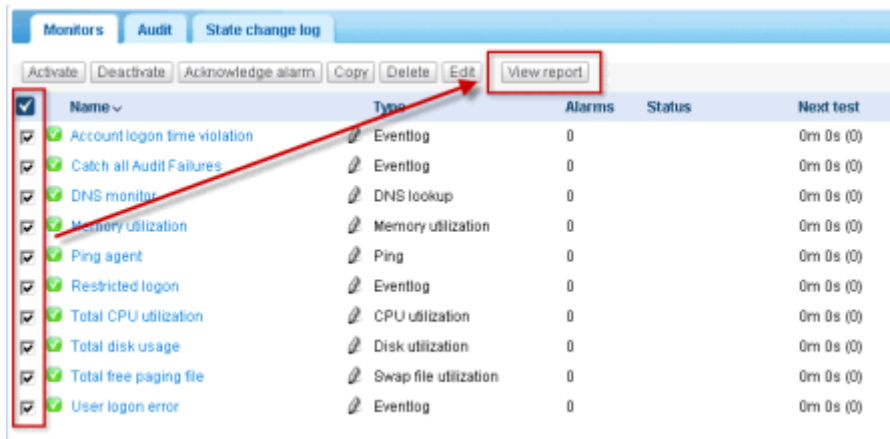 Monitors Audit State change log
Activate Deactivate Acknowledge alarm Copy Delete Edit View report
Name Type Alarms Status Next test
Account logon time violation Eventlog 0 0m 0s (0)
Catch all Audit Failures Eventlog 0 0m 0s (0)
DNS monitor DNS lookup 0 0m 0s (0)
Memory utilization Memory utilization 0 0m 0s (0)
Ping agent Ping 0 0m 0s (0)
Restricted logon Eventlog 0 0m 0s (0)
Total CPU utilization CPU utilization 0 0m 0s (0)
Total disk usage Disk utilization 0 0m 0s (0)
Total free paging file Swap file utilization 0 0m 0s (0)
User logon error Eventlog 0 0m 0s (0)